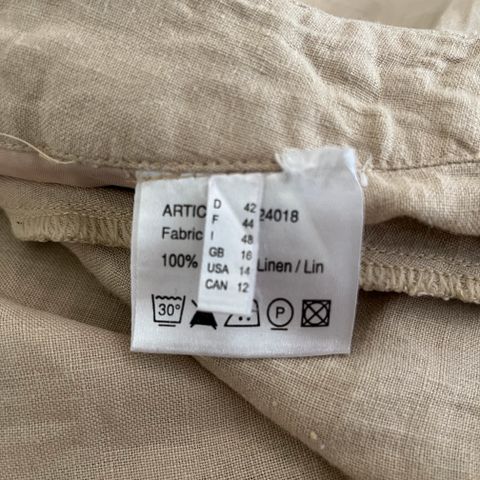 D 42
F 44
I 48
GB 16
USA 14
CAN 12
ARTIC 24018
Fabric
100% Linen / Lin
30°
P